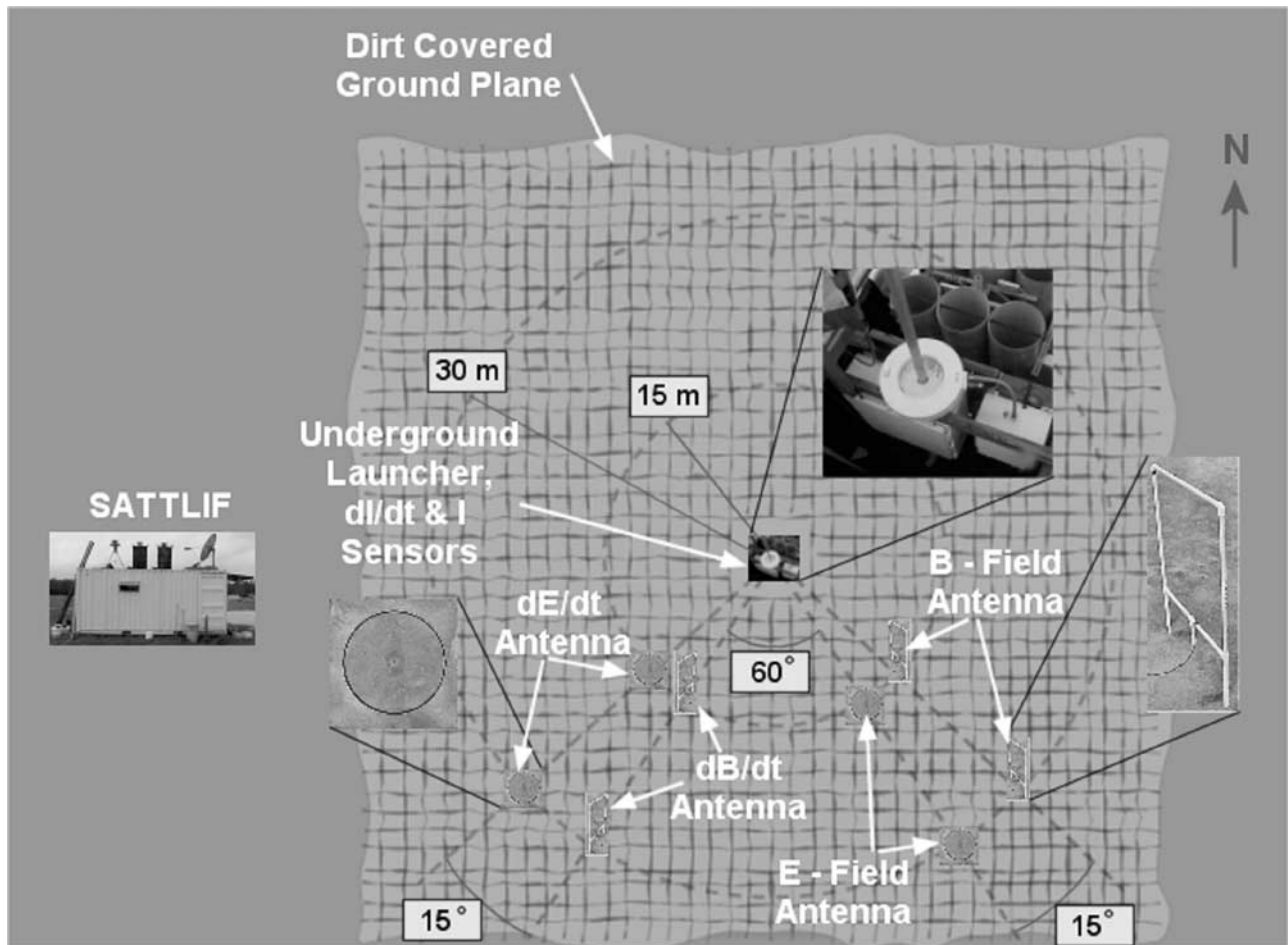 Dirt Covered
Ground Plane
N
30 m
15 m
Underground
Launcher,
dI/dt & I
Sensors
SATTLIF
B - Field
Antenna
dE/dt
Antenna
60°
dB/dt
Antenna
E - Field
Antenna
15°
15°